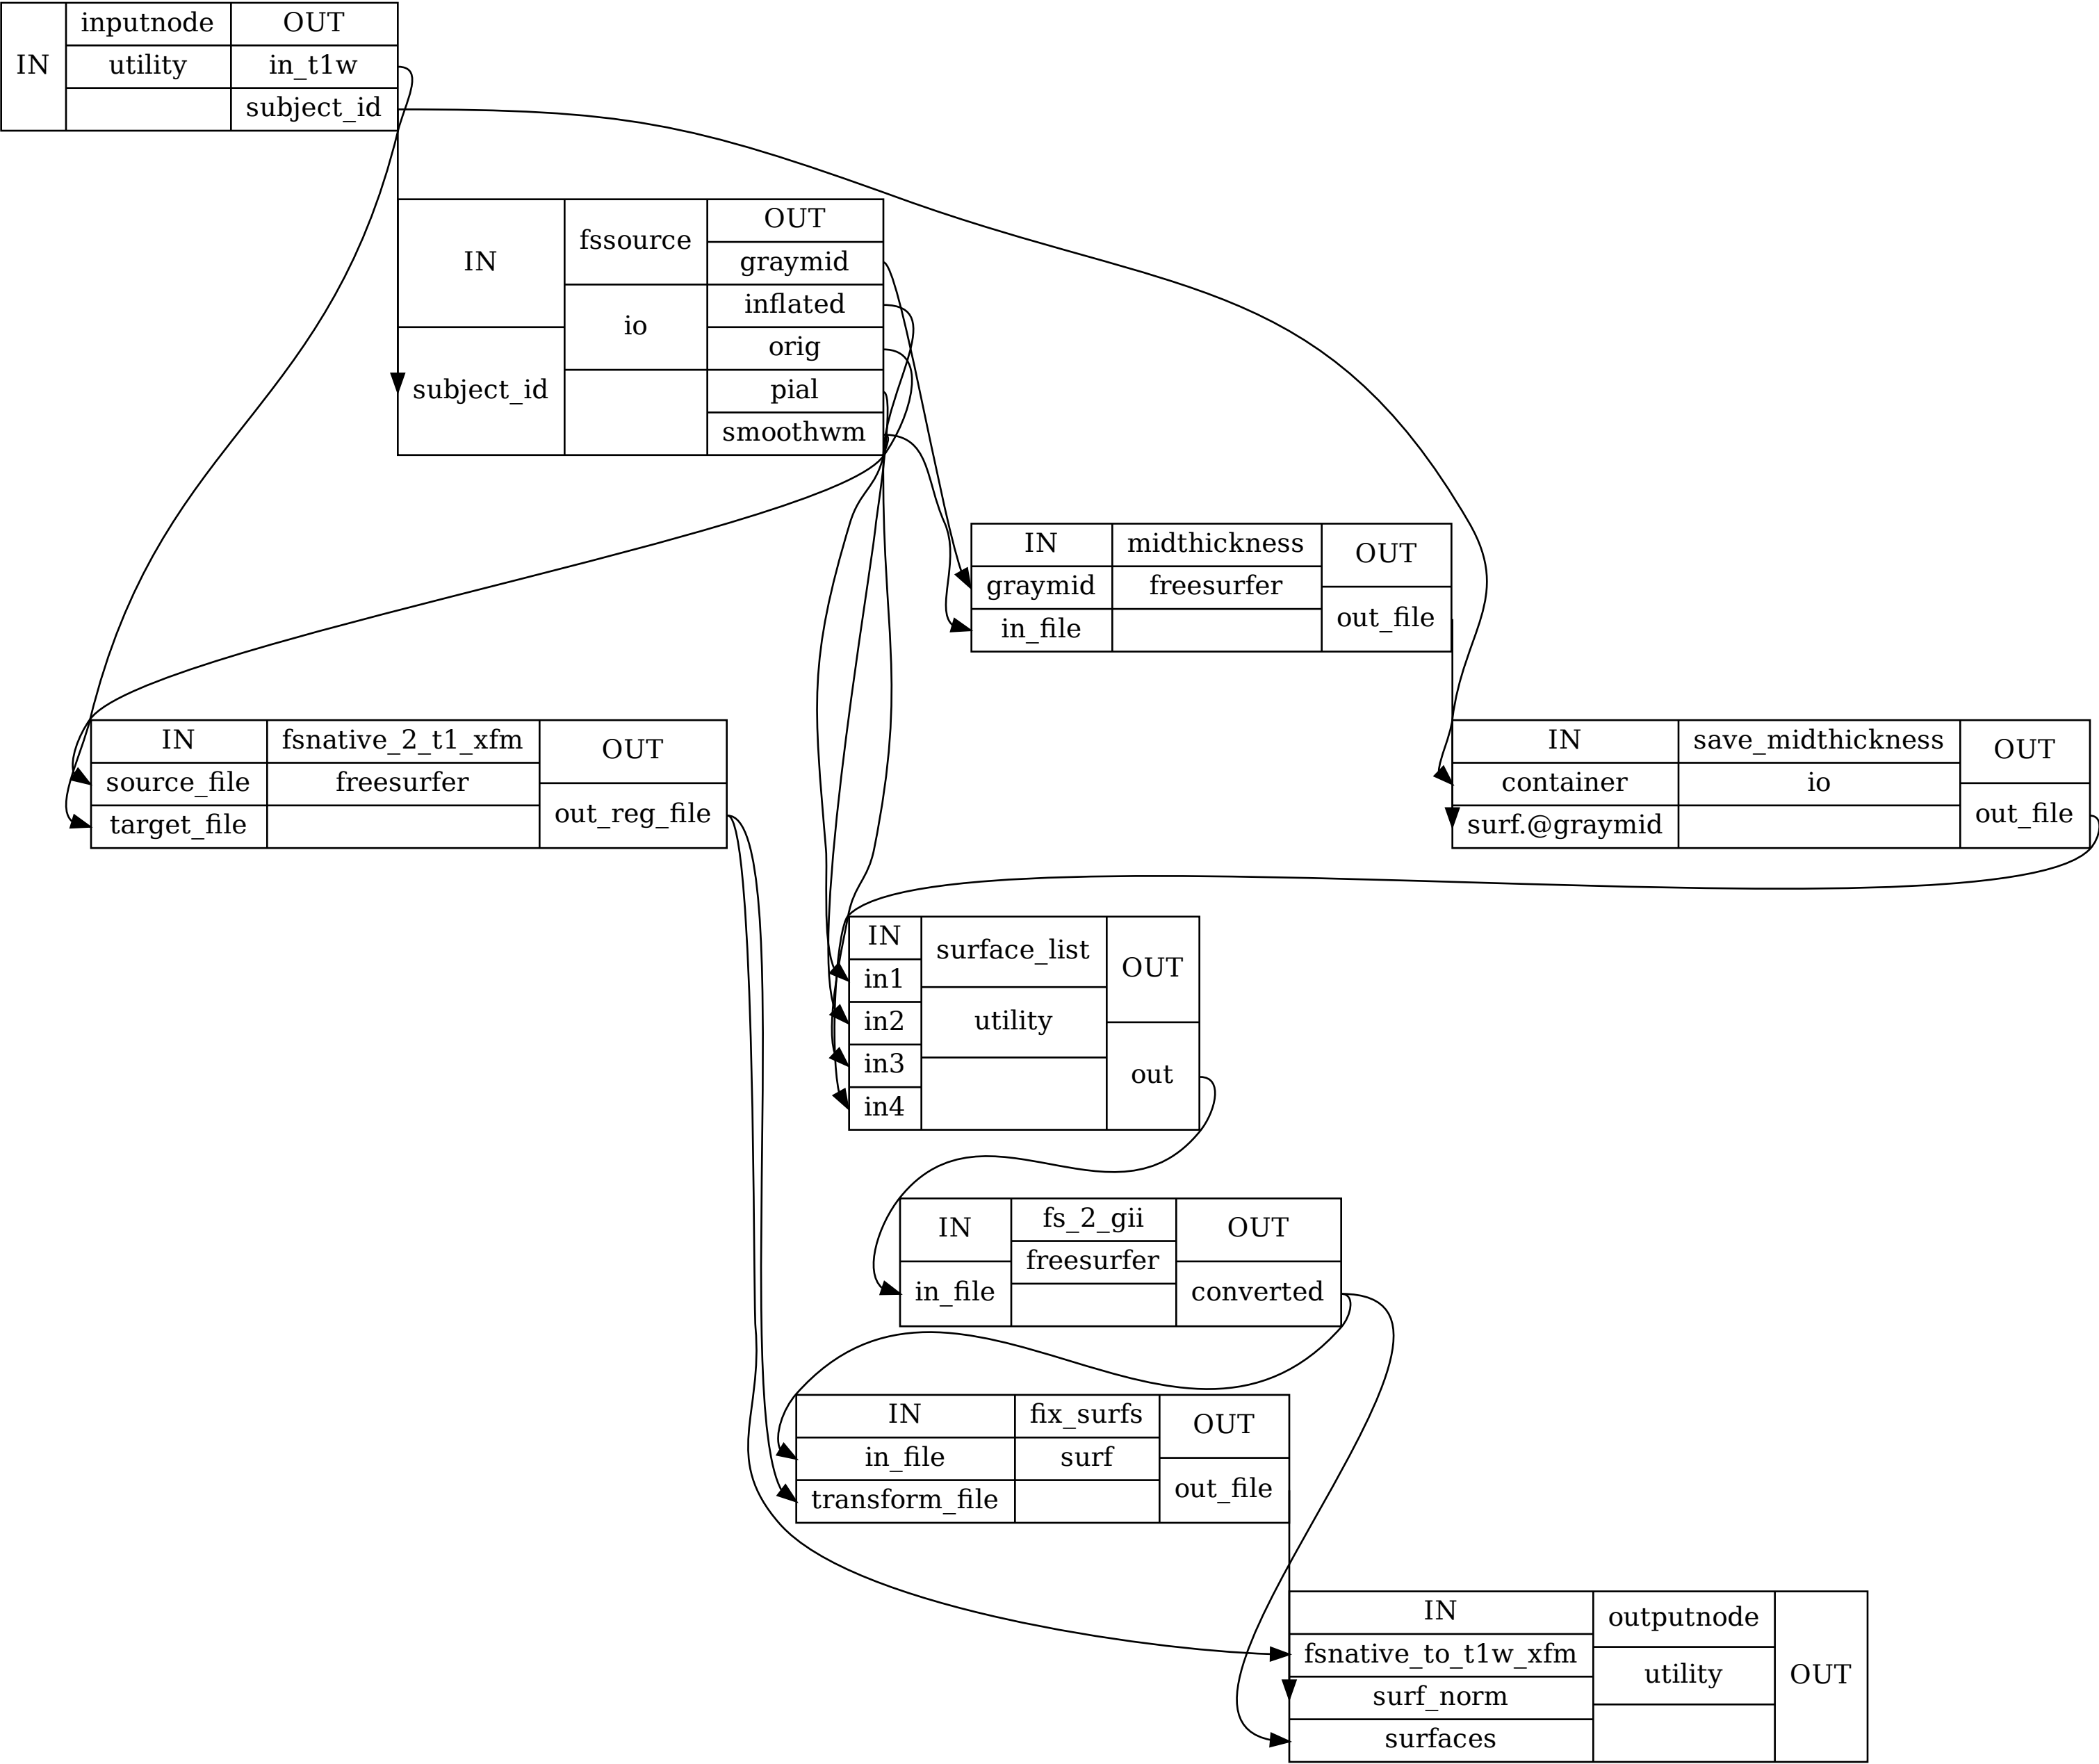 IN
inputnode
utility
OUT
in_t1w
subject_id
IN
subject_id
fssource
io
OUT
graymid
inflated
orig
pial
smoothwm
IN
graymid
in_file
midthickness
freesurfer
OUT
out_file
IN
source_file
target_file
fsnative_2_t1_xfm
freesurfer
OUT
out_reg_file
IN
container
surf.@graymid
save_midthickness
io
OUT
out_file
IN
in1
in2
in3
in4
surface_list
utility
OUT
out
IN
in_file
fs_2_gii
freesurfer
OUT
converted
IN
in_file
transform_file
fix_surfs
surf
OUT
out_file
IN
fsnative_to_t1w_xfm
surf_norm
surfaces
outputnode
utility
OUT